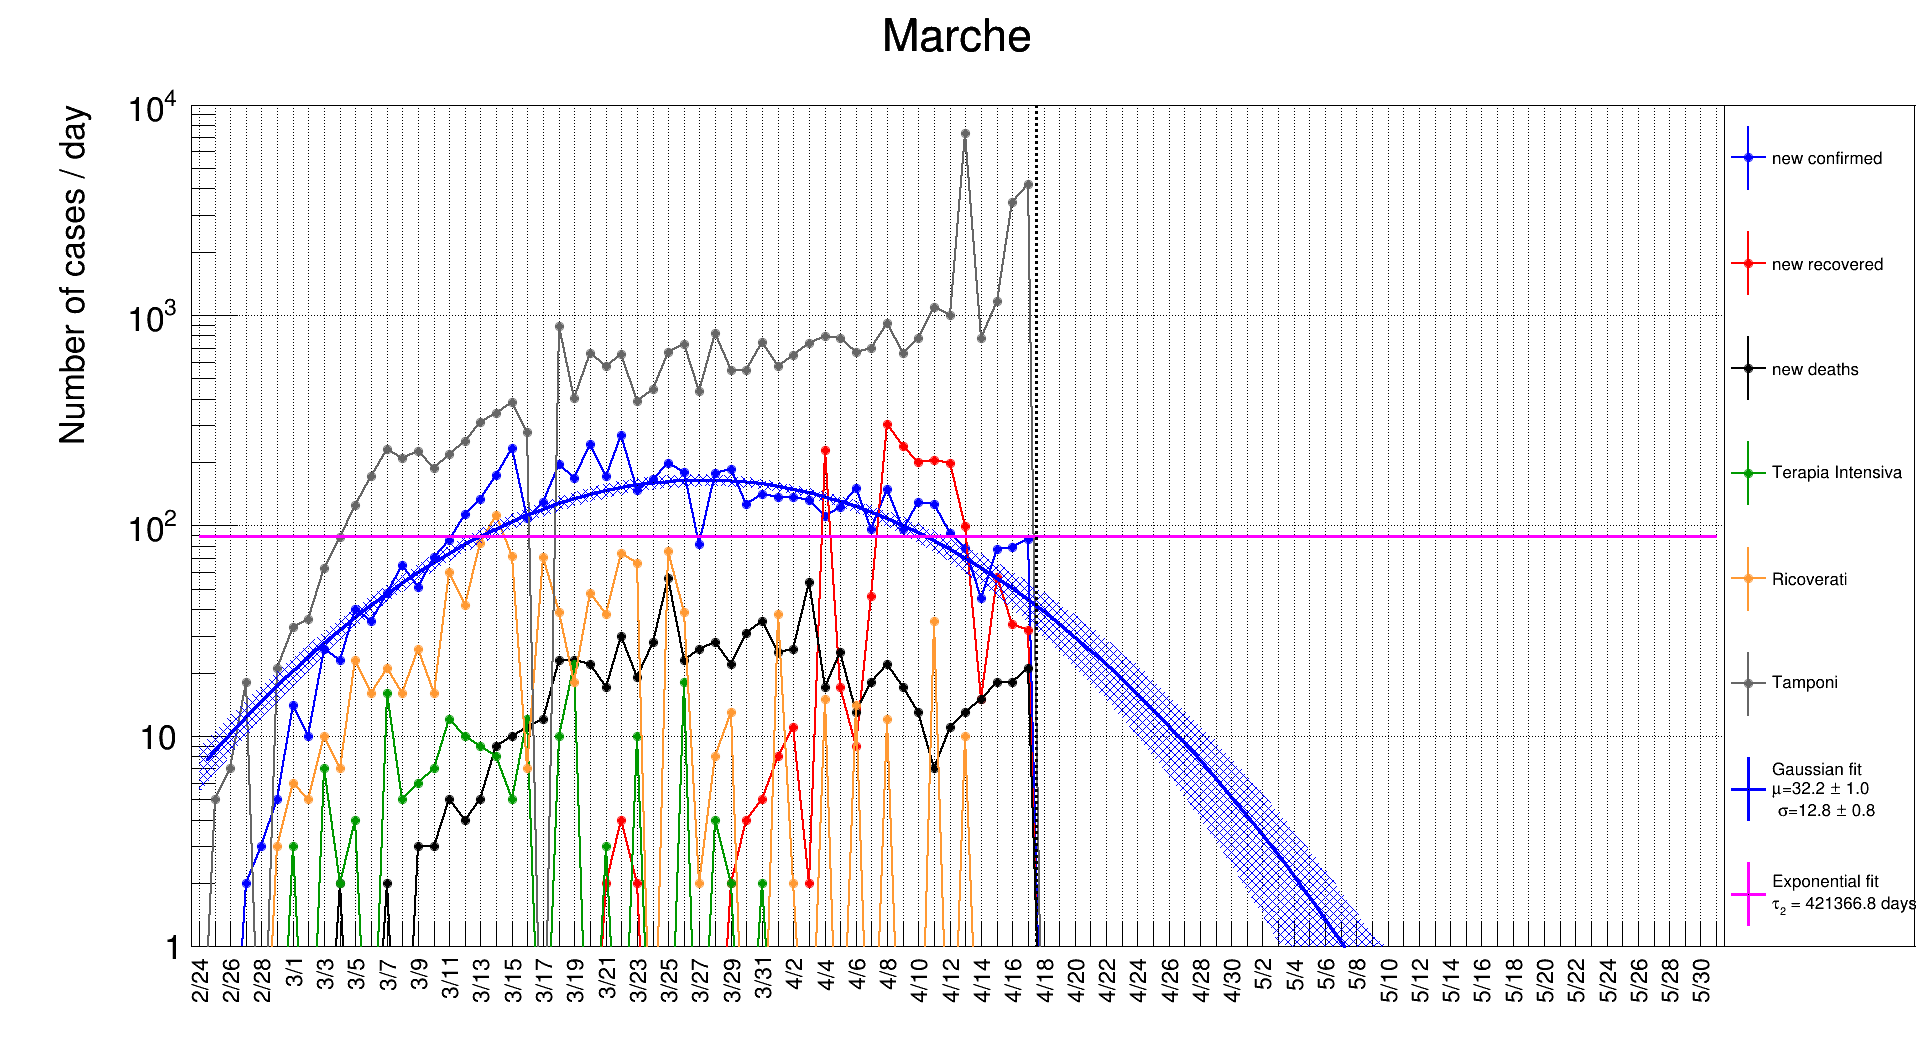 Marche
Number of cases / day
10^4
10^3
10^2
10
1
2/24 2/26 2/28 3/1 3/3 3/5 3/7 3/9 3/11 3/13 3/15 3/17 3/19 3/21 3/23 3/25 3/27 3/29 3/31 4/2 4/4 4/6 4/8 4/10 4/12 4/14 4/16 4/18 4/20 4/22 4/24 4/26 4/28 4/30 5/2 5/4 5/6 5/8 5/10 5/12 5/14 5/16 5/18 5/20 5/22 5/24 5/26 5/28 5/30
new confirmed
new recovered
new deaths
Terapia Intensiva
Ricoverati
Tamponi
Gaussian fit
μ=32.2 ± 1.0
σ=12.8 ± 0.8
Exponential fit
τ_2 = 421366.8 days